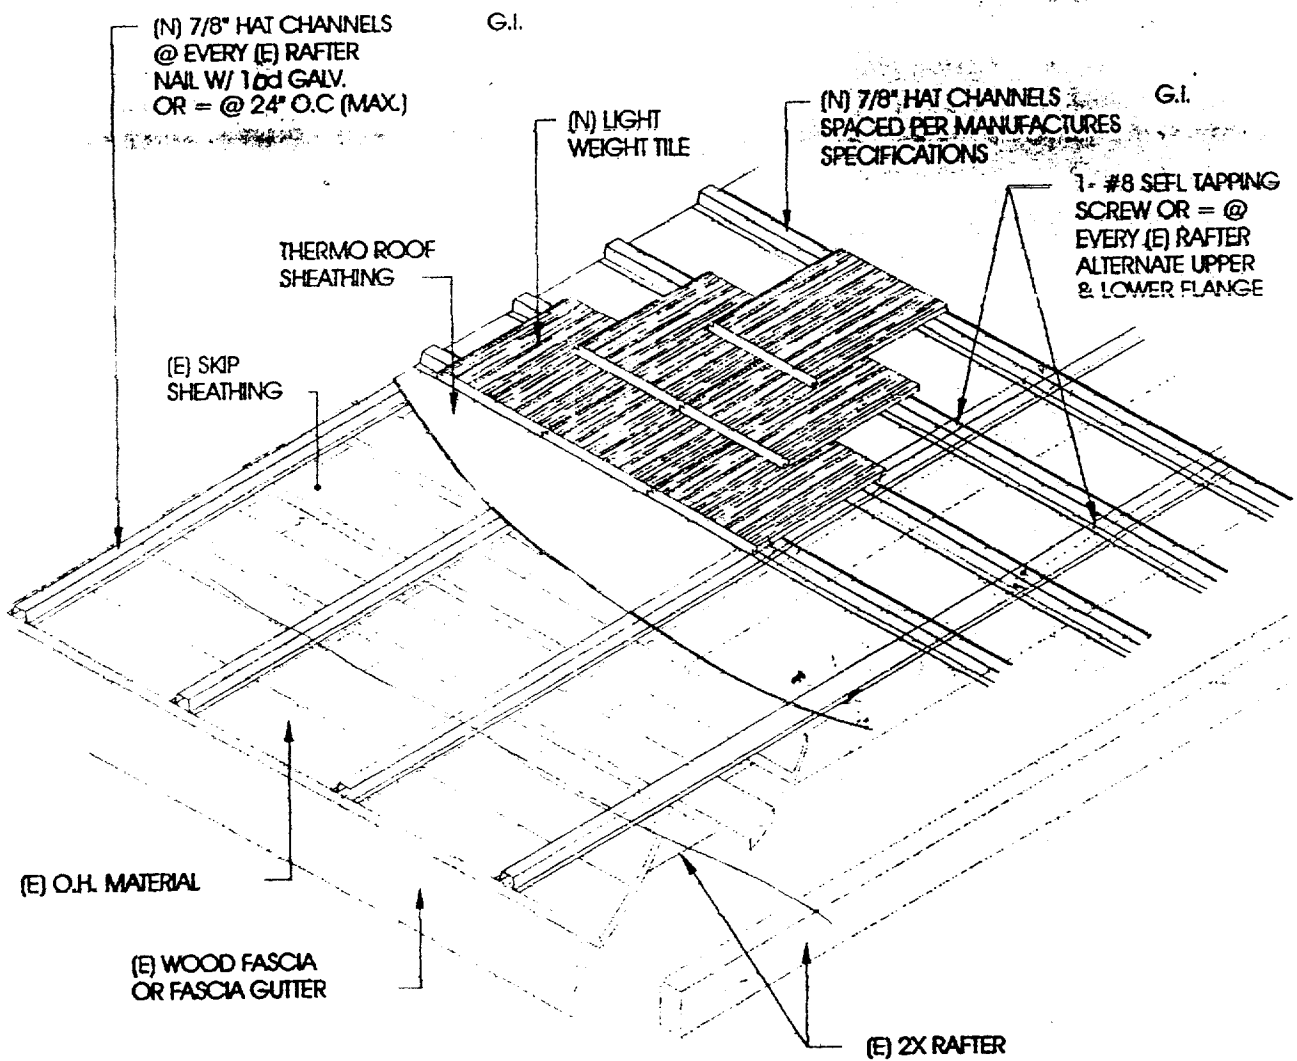 (N) 7/8" HAT CHANNELS G.I.
@ EVERY (E) RAFTER
NAIL W/ 10d GALV.
OR = @ 24" O.C (MAX.)
(N) LIGHT
WEIGHT TILE
(N) 7/8" HAT CHANNELS G.I.
SPACED PER MANUFACTURES
SPECIFICATIONS
1- #8 SEFL TAPPING
SCREW OR = @
EVERY (E) RAFTER
ALTERNATE UPPER
& LOWER FLANGE
THERMO ROOF
SHEATHING
(E) SKIP
SHEATHING
(E) O.H. MATERIAL
(E) WOOD FASCIA
OR FASCIA GUTTER
(E) 2X RAFTER